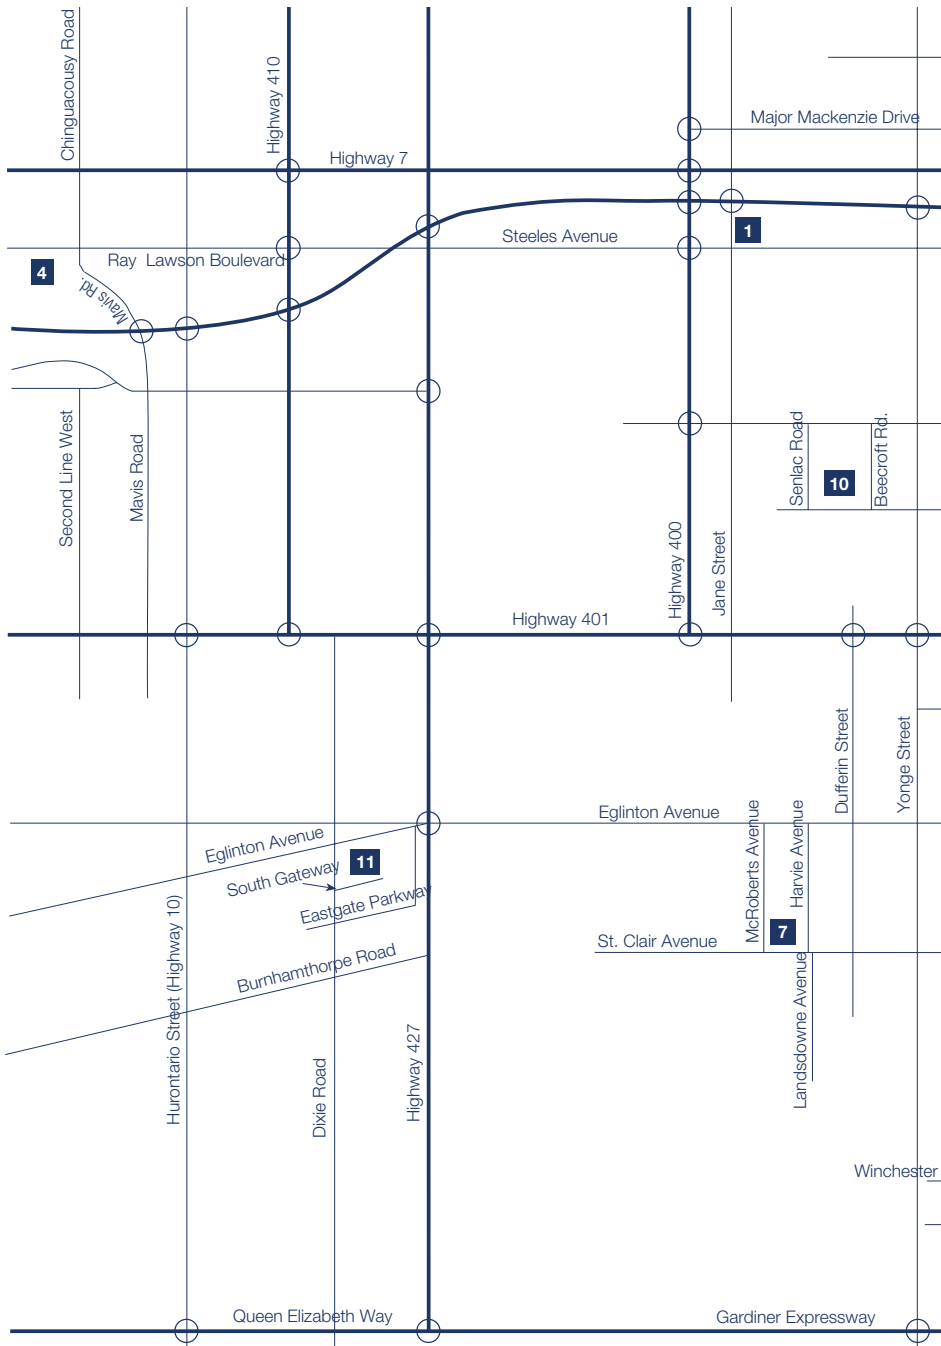 Chinguacousy Road
Highway 410
Major Mackenzie Drive
Highway 7
1
Steeles Avenue
Ray Lawson Boulevard
4
Mavis Rd.
Second Line West
Mavis Road
Senlac Road
10
Beecroft Rd.
Highway 400
Jane Street
Highway 401
Dufferin Street
Yonge Street
Eglinton Avenue
McRoberts Avenue
Harvie Avenue
Eglinton Avenue
11
South Gateway
Eastgate Parkway
7
St. Clair Avenue
Burnhamthorpe Road
Hurontario Street (Highway 10)
Landsdowne Avenue
Highway 427
Dixie Road
Winchester
Queen Elizabeth Way
Gardiner Expressway